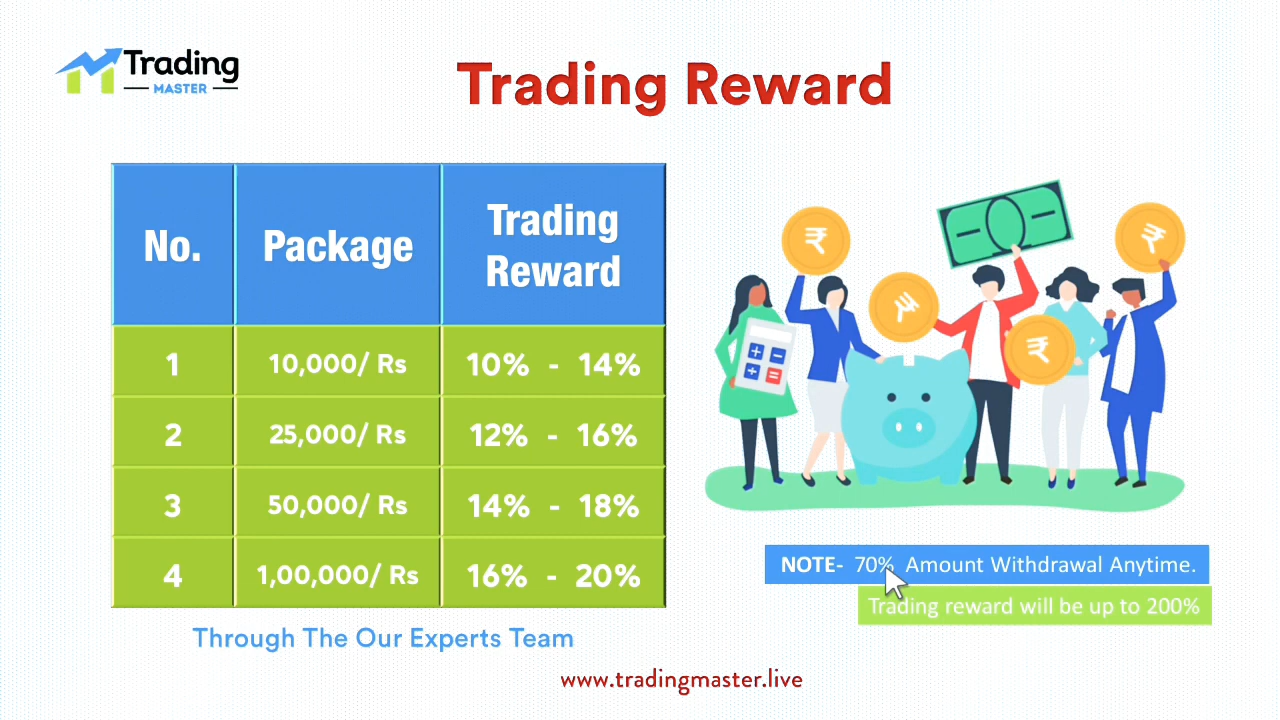 Trading
MASTER
Trading Reward
No.
Package
Trading
Reward
1
10,000/ Rs
10% - 14%
2
25,000/ Rs
12% - 16%
3
50,000/ Rs
14% - 18%
4
1,00,000/ Rs
16% - 20%
Through The Our Experts Team
₹
₹
₹
₹
NOTE- 70% Amount Withdrawal Anytime.
Trading reward will be up to 200%
www.tradingmaster.live